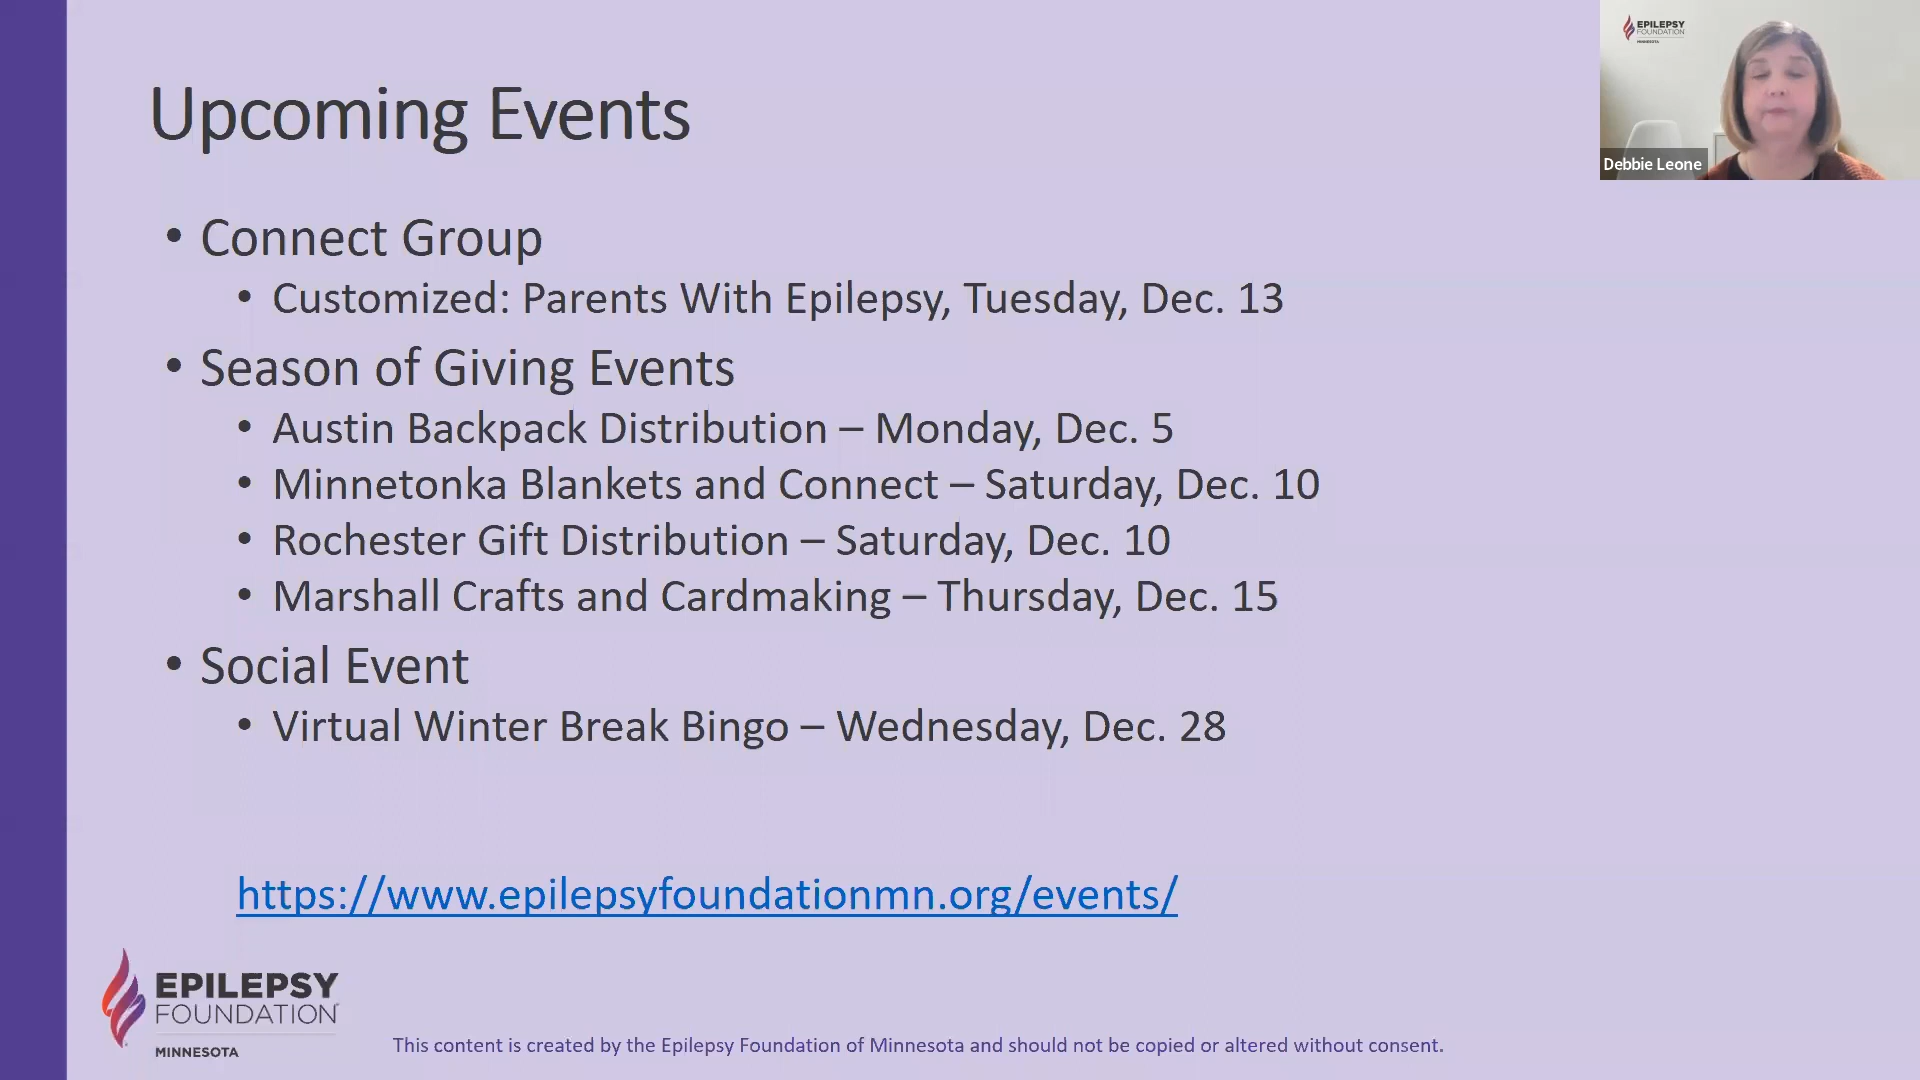 EPILEPSY
FOUNDATION
MINNESOTA
Debbie Leone
Upcoming Events
• Connect Group
• Customized: Parents With Epilepsy, Tuesday, Dec. 13
• Season of Giving Events
• Austin Backpack Distribution – Monday, Dec. 5
• Minnetonka Blankets and Connect – Saturday, Dec. 10
• Rochester Gift Distribution – Saturday, Dec. 10
• Marshall Crafts and Cardmaking – Thursday, Dec. 15
• Social Event
• Virtual Winter Break Bingo – Wednesday, Dec. 28
https://www.epilepsyfoundationmn.org/events/
EPILEPSY
FOUNDATION
MINNESOTA
This content is created by the Epilepsy Foundation of Minnesota and should not be copied or altered without consent.